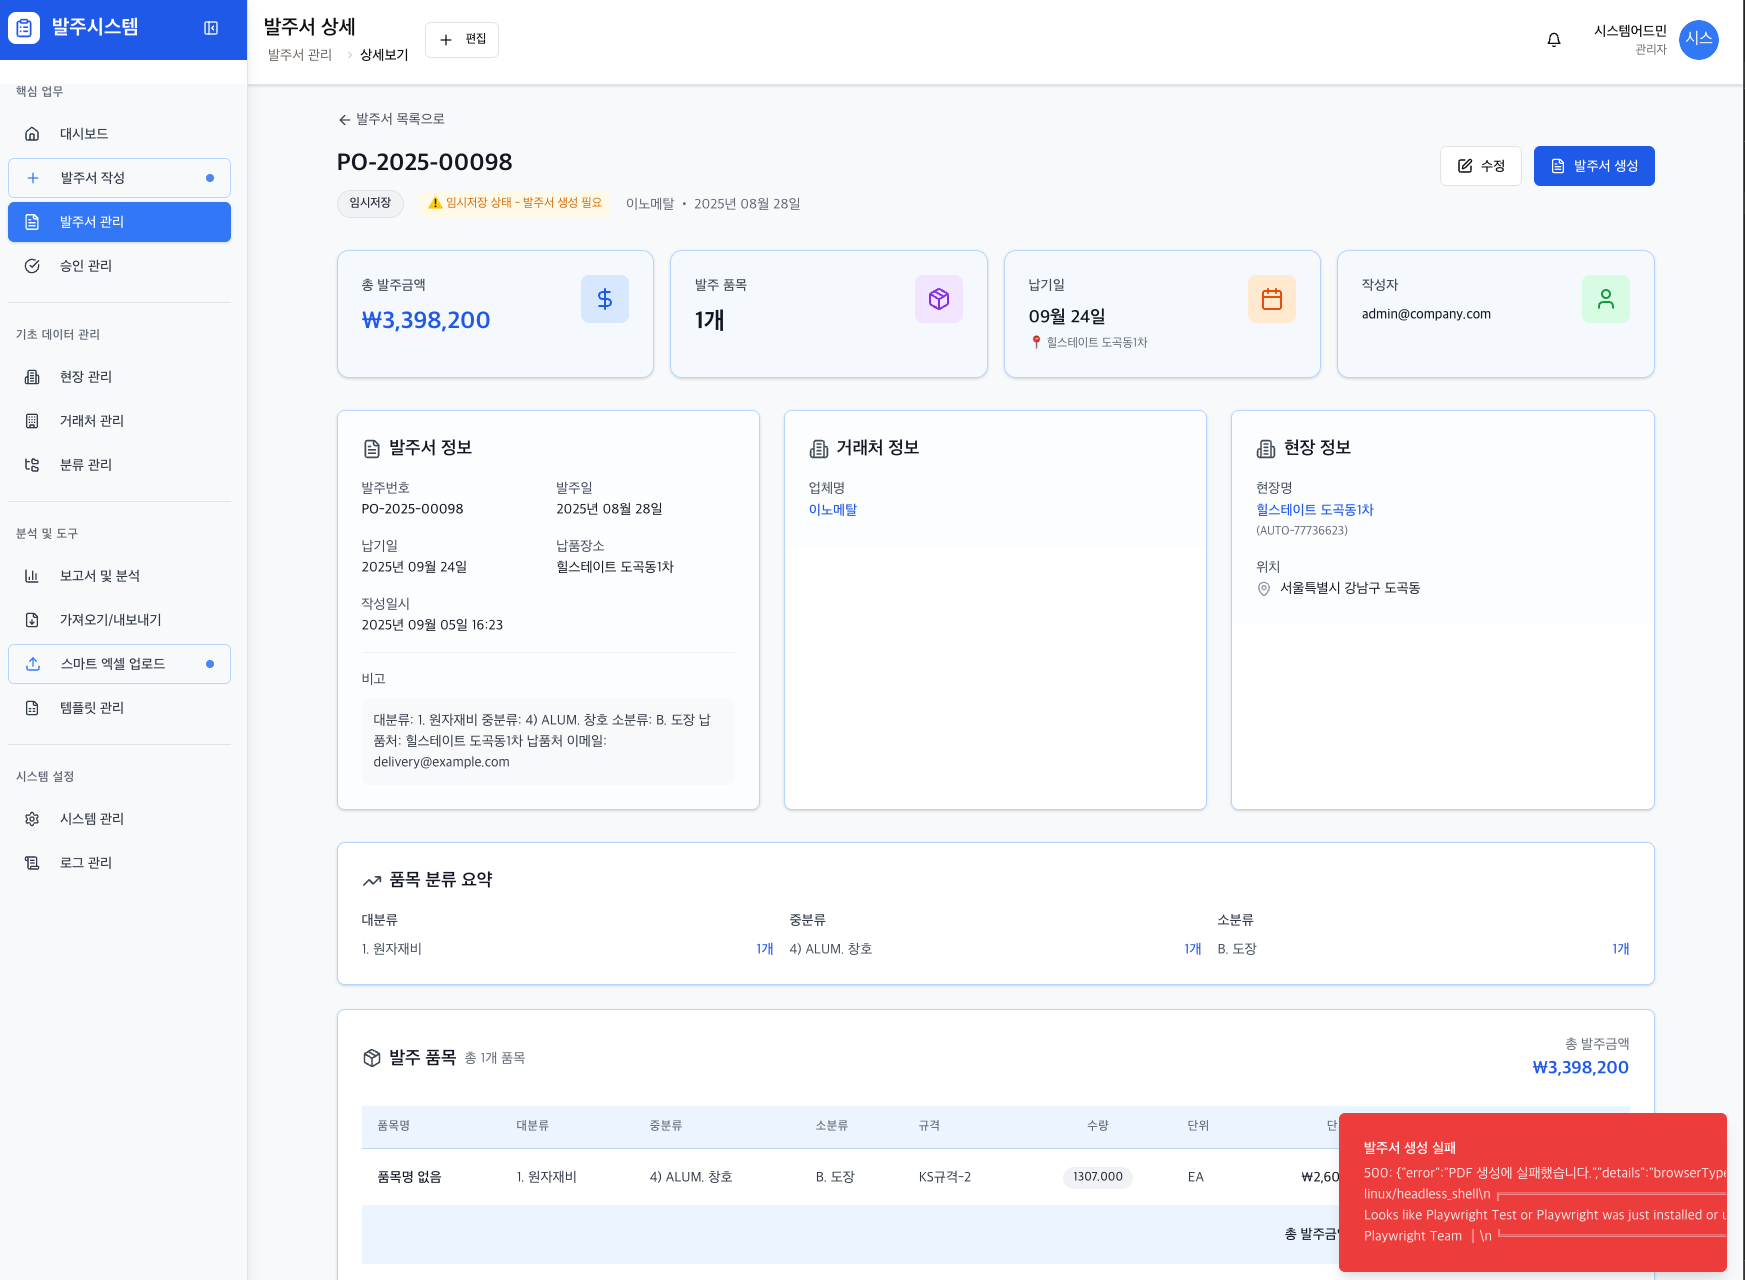 발주시스템
핵심 업무
대시보드
발주서 작성
발주서 관리
승인 관리
기초 데이터 관리
현장 관리
거래처 관리
분류 관리
분석 및 도구
보고서 및 분석
가져오기/내보내기
스마트 엑셀 업로드
템플릿 관리
시스템 설정
시스템 관리
로그 관리
발주서 상세
발주서 관리 > 상세보기
편집
시스템어드민
관리자
시스
발주서 목록으로
PO-2025-00098
수정
발주서 생성
임시저장
임시저장 상태 - 발주서 생성 필요
이노메탈 • 2025년 08월 28일
총 발주금액
₩3,398,200
발주 품목
1개
납기일
09월 24일
힐스테이트 도곡동1차
작성자
admin@company.com
발주서 정보
발주번호
PO-2025-00098
발주일
2025년 08월 28일
납기일
2025년 09월 24일
납품장소
힐스테이트 도곡동1차
작성일시
2025년 09월 05일 16:23
비고
대분류: 1. 원자재비 중분류: 4) ALUM. 창호 소분류: B. 도장 납
품처: 힐스테이트 도곡동1차 납품처 이메일:
delivery@example.com
거래처 정보
업체명
이노메탈
현장 정보
현장명
힐스테이트 도곡동1차
(AUTO-77736623)
위치
서울특별시 강남구 도곡동
품목 분류 요약
대분류
1. 원자재비 1개
중분류
4) ALUM. 창호 1개
소분류
B. 도장 1개
발주 품목 총 1개 품목
총 발주금액
₩3,398,200
품목명 대분류 중분류 소분류 규격 수량 단위 단
품목명 없음 1. 원자재비 4) ALUM. 창호 B. 도장 KS규격-2 1307.000 EA ₩2,60
총 발주금
발주서 생성 실패
500: {"error":"PDF 생성에 실패했습니다.","details":"browserType
linux/headless_shell\n ╔═════════════
Looks like Playwright Test or Playwright was just installed or u
Playwright Team ║\n ╚═════════════